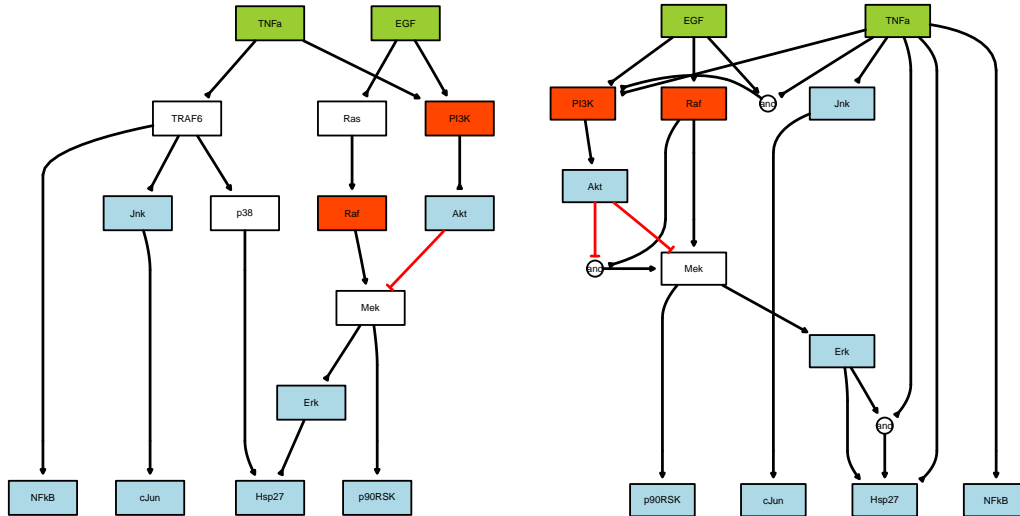 TNFa
EGF
TRAF6
Ras
PI3K
Jnk
p38
Raf
Akt
Mek
Erk
NFkB
cJun
Hsp27
p90RSK
EGF
TNFa
PI3K
Raf
and
Jnk
Akt
and
Mek
Erk
and
p90RSK
cJun
Hsp27
NFkB